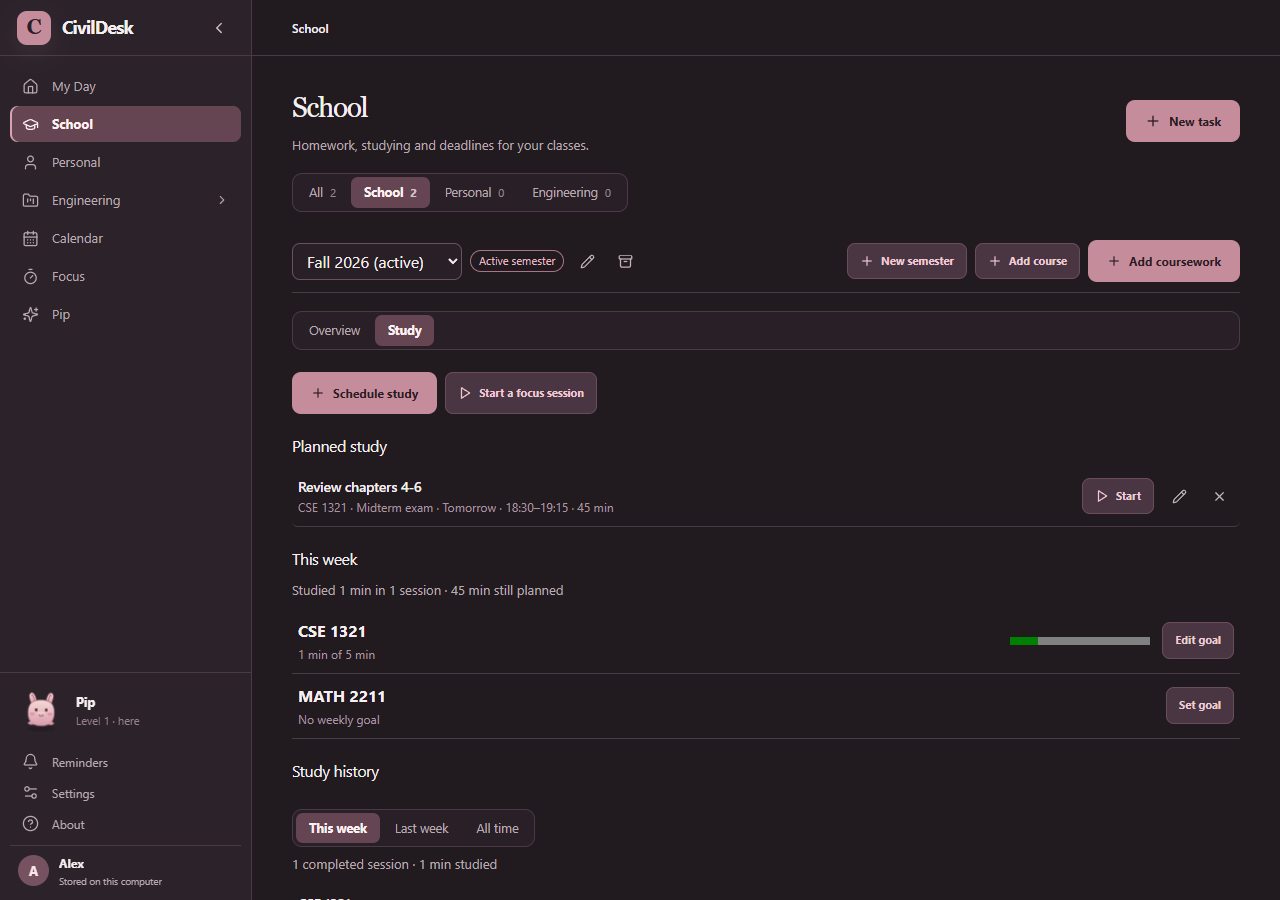 C CivilDesk
School
My Day
School
Personal
Engineering
Calendar
Focus
Pip
Pip
Level 1 · here
Reminders
Settings
About
A
Alex
Stored on this computer
School
Homework, studying and deadlines for your classes.
New task
All 2 School 2 Personal 0 Engineering 0
Fall 2026 (active) Active semester New semester Add course Add coursework
Overview Study
Schedule study Start a focus session
Planned study
Review chapters 4-6
CSE 1321 · Midterm exam · Tomorrow · 18:30–19:15 · 45 min
Start
This week
Studied 1 min in 1 session · 45 min still planned
CSE 1321
1 min of 5 min
Edit goal
MATH 2211
No weekly goal
Set goal
Study history
This week Last week All time
1 completed session · 1 min studied